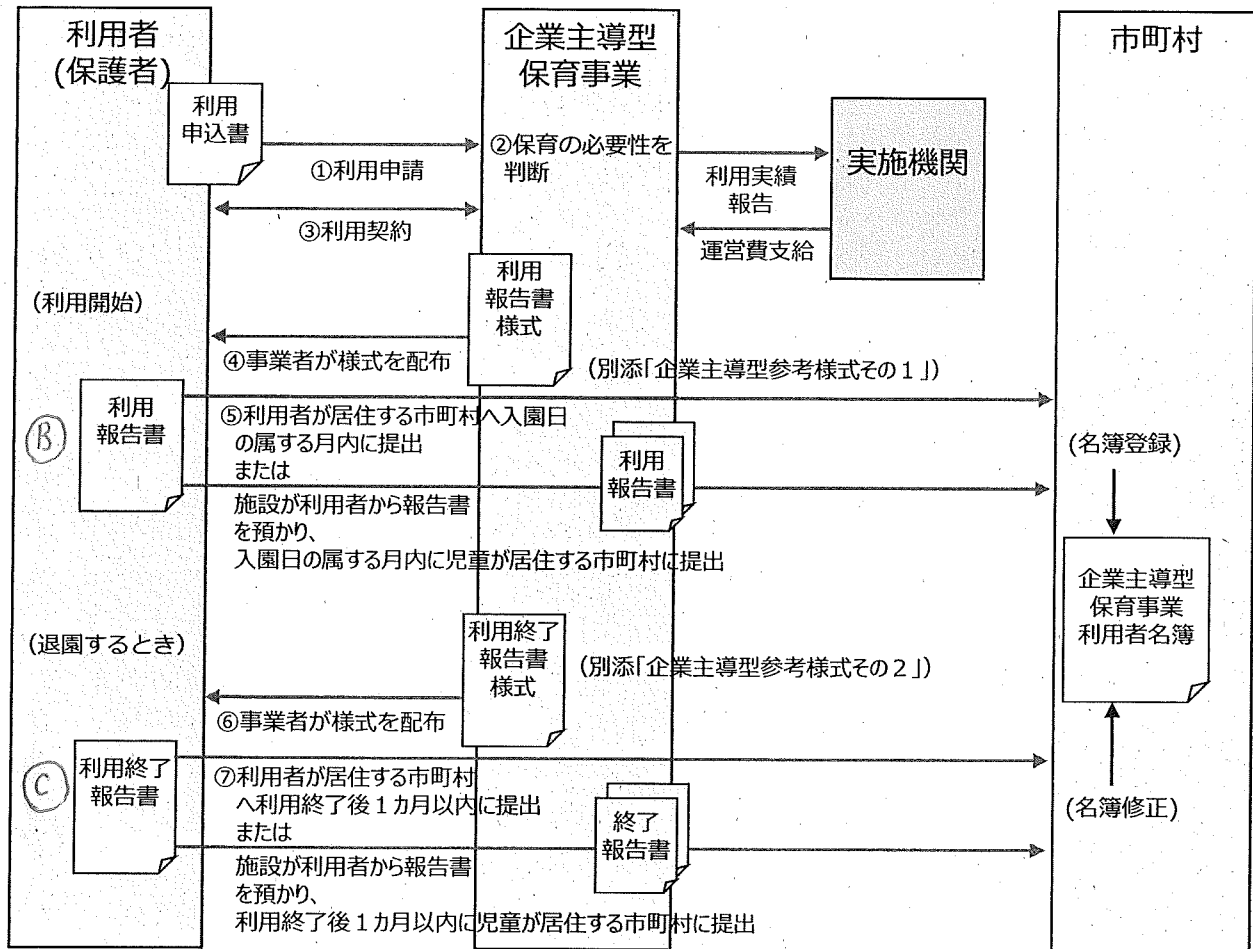 利用者
(保護者)
企業主導型
保育事業
市町村
利用
申込書
①利用申請
②保育の必要性を
判断
利用実績
報告
実施機関
③利用契約
運営費支給
利用
報告書
様式
(利用開始)
④事業者が様式を配布
(別添「企業主導型参考様式その1」)
B
利用
報告書
⑤利用者が居住する市町村へ入園日
の属する月内に提出
または
施設が利用者から報告書
を預かり、
入園日の属する月内に児童が居住する市町村に提出
利用
報告書
(名簿登録)
企業主導型
保育事業
利用者名簿
(退園するとき)
利用終了
報告書
様式
(別添「企業主導型参考様式その2」)
⑥事業者が様式を配布
C
利用終了
報告書
⑦利用者が居住する市町村
へ利用終了後1カ月以内に提出
または
施設が利用者から報告書
を預かり、
利用終了後1カ月以内に児童が居住する市町村に提出
終了
報告書
(名簿修正)